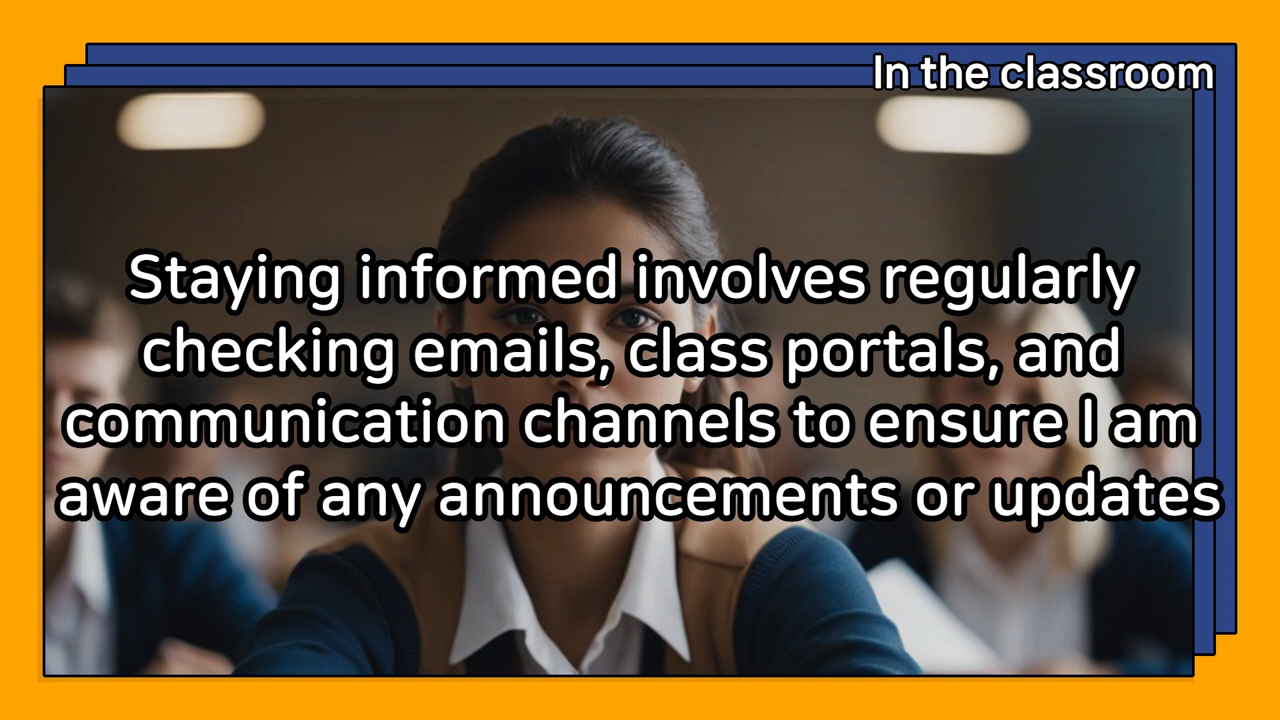 In the classroom
Staying informed involves regularly
checking emails, class portals, and
communication channels to ensure I am
aware of any announcements or updates